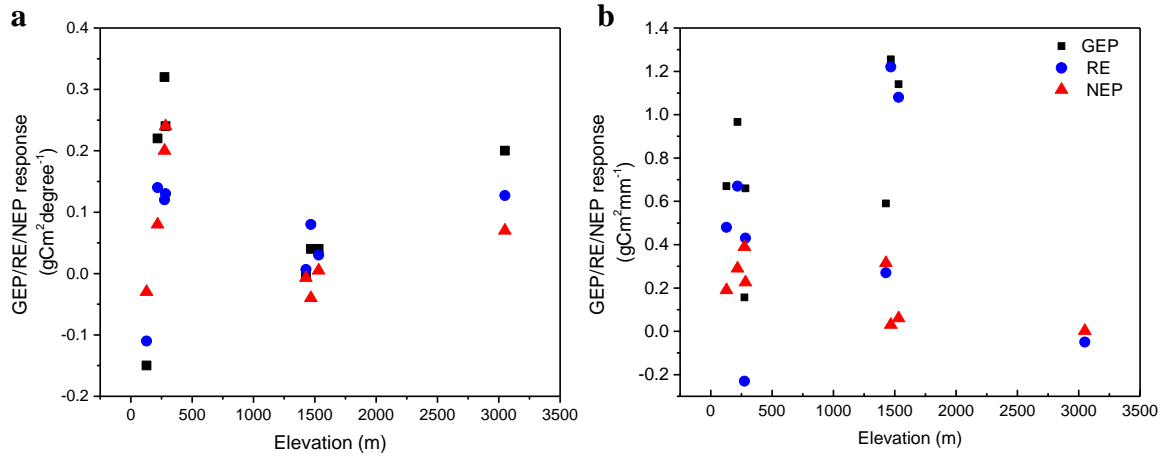 a
0.4
0.3
0.2
0.1
0.0
-0.1
-0.2
GEP/RE/NEP response
(gCm²degree⁻¹)
0 500 1000 1500 2000 2500 3000 3500
Elevation (m)
b
1.4
1.2
1.0
0.8
0.6
0.4
0.2
0.0
-0.2
GEP/RE/NEP response
(gCm²mm⁻¹)
0 500 1000 1500 2000 2500 3000 3500
Elevation (m)
GEP
RE
NEP